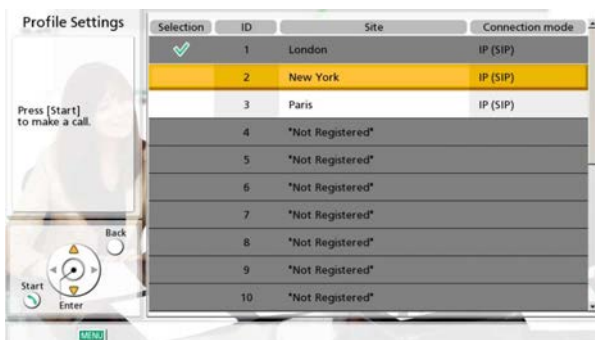 Profile Settings
Selection ID Site Connection mode
1 London IP (SIP)
2 New York IP (SIP)
3 Paris IP (SIP)
4 "Not Registered"
5 "Not Registered"
6 "Not Registered"
7 "Not Registered"
8 "Not Registered"
9 "Not Registered"
10 "Not Registered"
Press [Start]
to make a call.
Back
Start
Enter
MENU